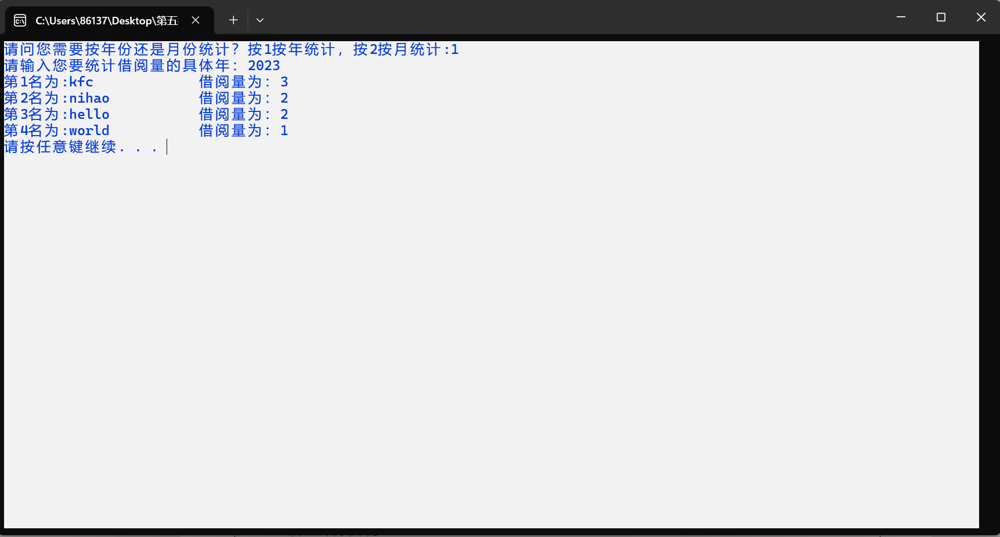 C:\Users\86137\Desktop\第五
请问您需要按年份还是月份统计？按1按年统计，按2按月统计:1
请输入您要统计借阅量的具体年：2023
第1名为:kfc 借阅量为：3
第2名为:nihao 借阅量为：2
第3名为:hello 借阅量为：2
第4名为:world 借阅量为：1
请按任意键继续. . .